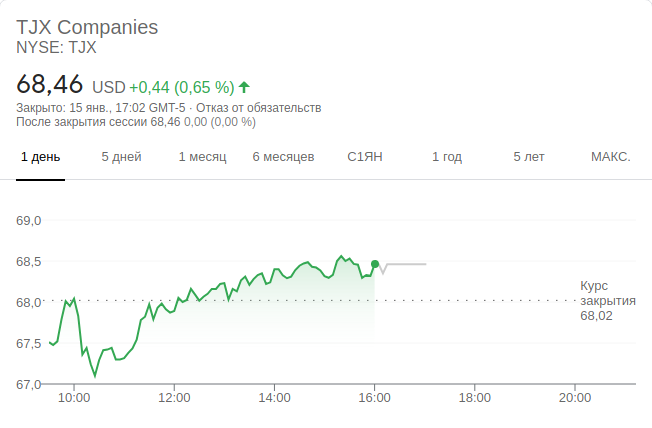 TJX Companies
NYSE: TJX
68,46 USD +0,44 (0,65 %)
Закрыто: 15 янв., 17:02 GMT-5 · Отказ от обязательств
После закрытия сессии 68,46 0,00 (0,00 %)
1 день 5 дней 1 месяц 6 месяцев С1ЯН 1 год 5 лет МАКС.
69,0
68,5
68,0
67,5
67,0
Курс
закрытия
68,02
10:00 12:00 14:00 16:00 18:00 20:00